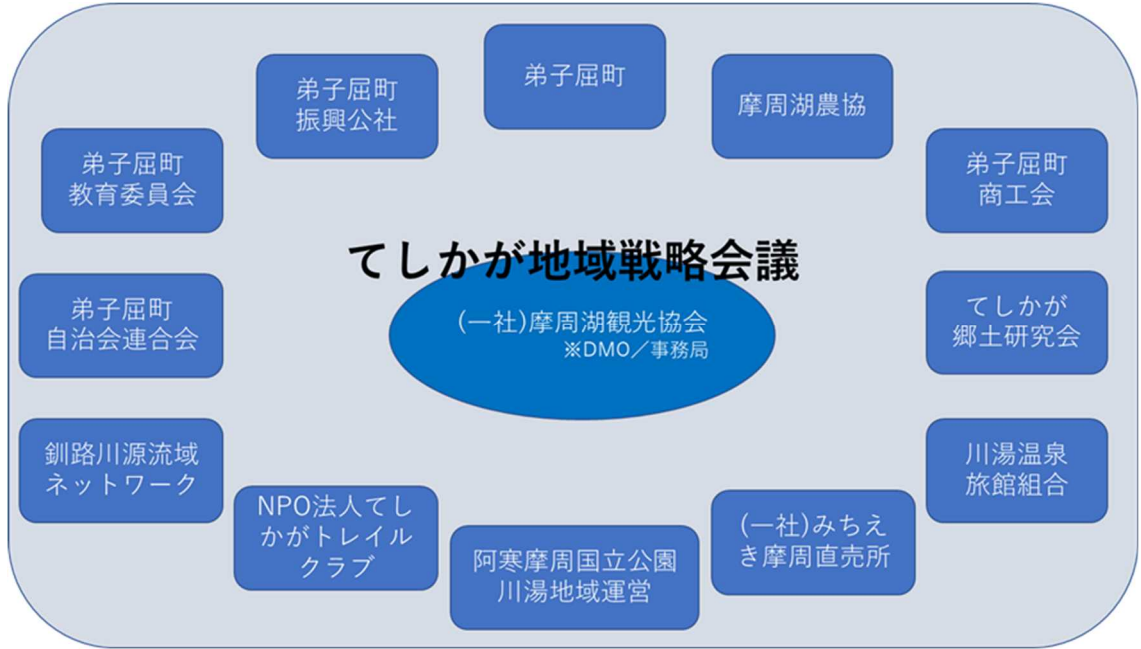 弟子屈町
弟子屈町
振興公社
摩周湖農協
弟子屈町
教育委員会
弟子屈町
商工会
てしかが地域戦略会議
(一社)摩周湖観光協会
※DMO／事務局
弟子屈町
自治会連合会
てしかが
郷土研究会
釧路川源流域
ネットワーク
川湯温泉
旅館組合
NPO法人てし
かがトレイル
クラブ
(一社)みちえ
き摩周直売所
阿寒摩周国立公園
川湯地域運営